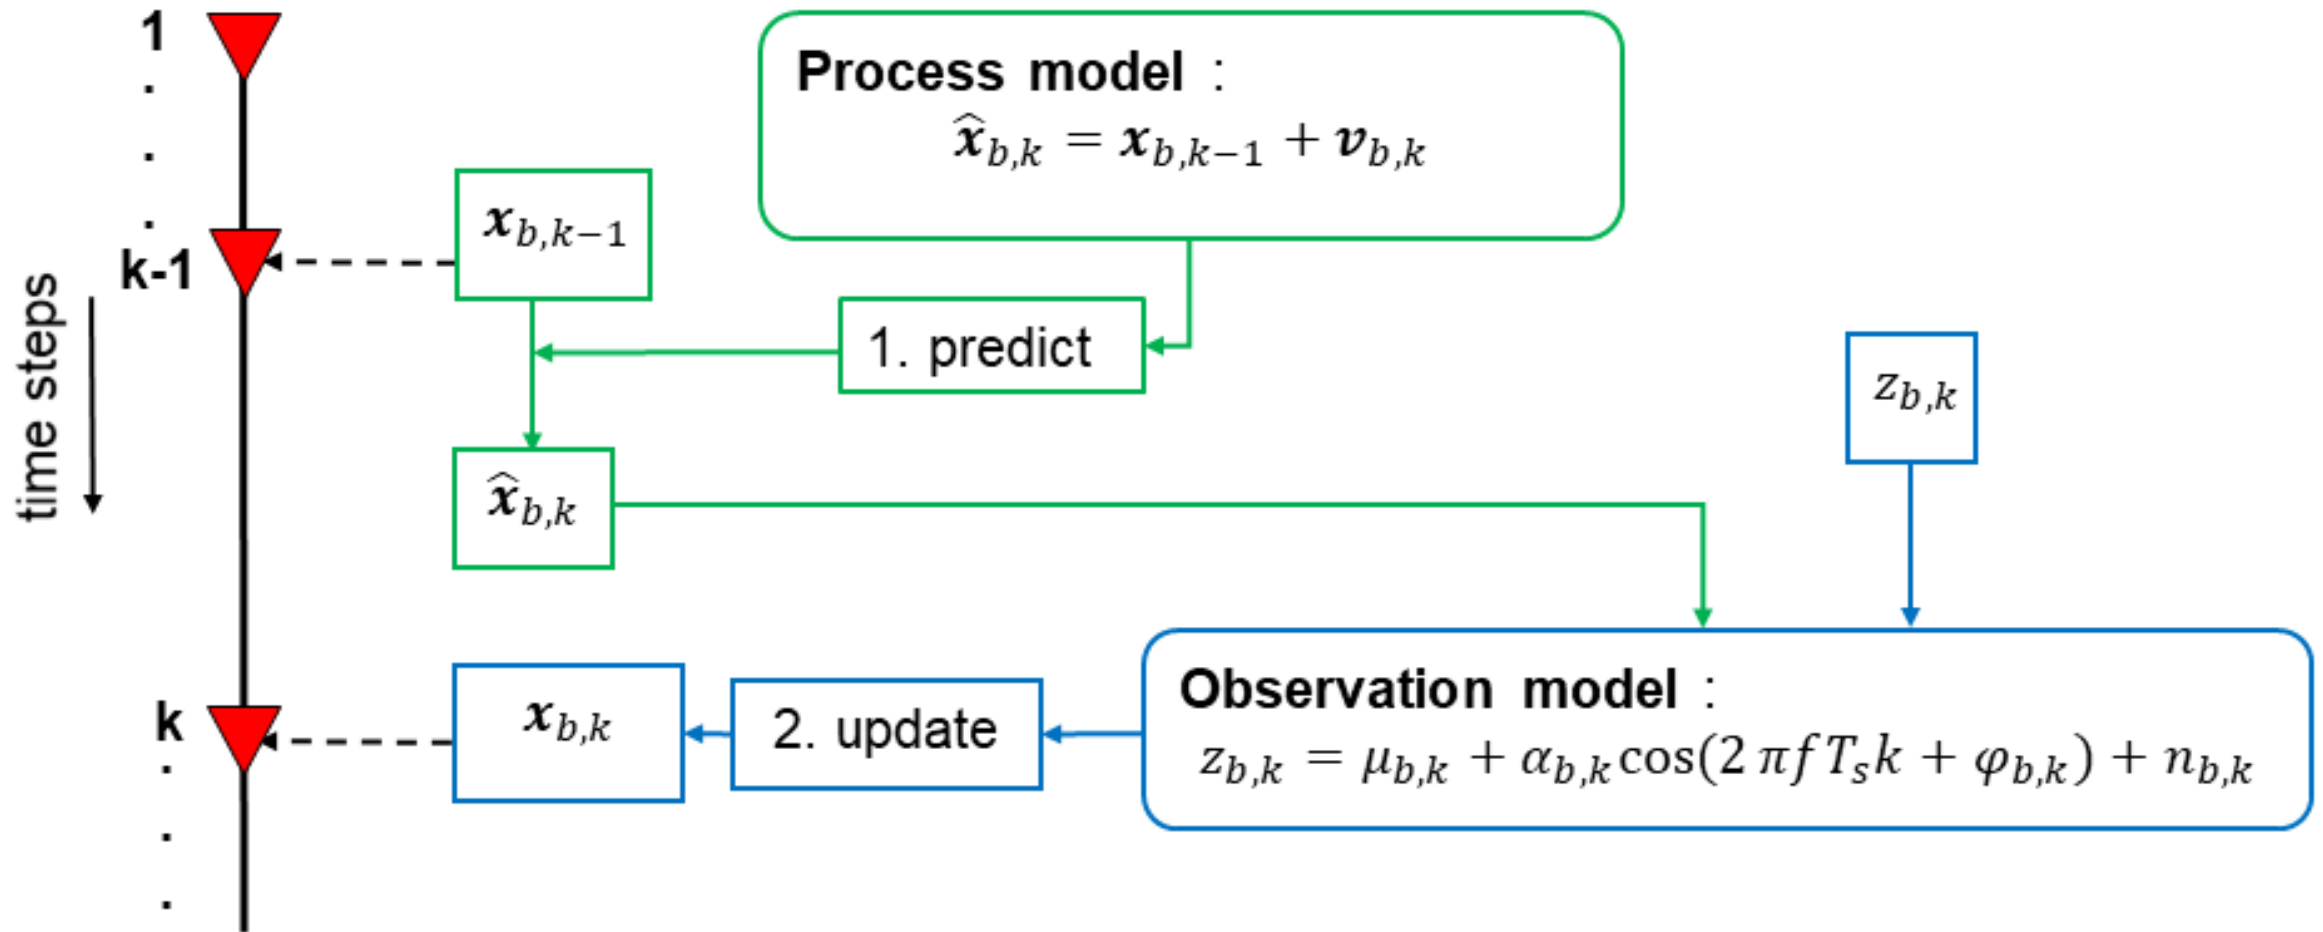 1
.
.
.
k-1
time steps
k
.
.
.
Process model :
x̂_{b,k} = x_{b,k−1} + v_{b,k}
x_{b,k−1}
1. predict
z_{b,k}
x̂_{b,k}
x_{b,k}
2. update
Observation model :
z_{b,k} = μ_{b,k} + α_{b,k}cos(2 πfT_sk + φ_{b,k}) + n_{b,k}